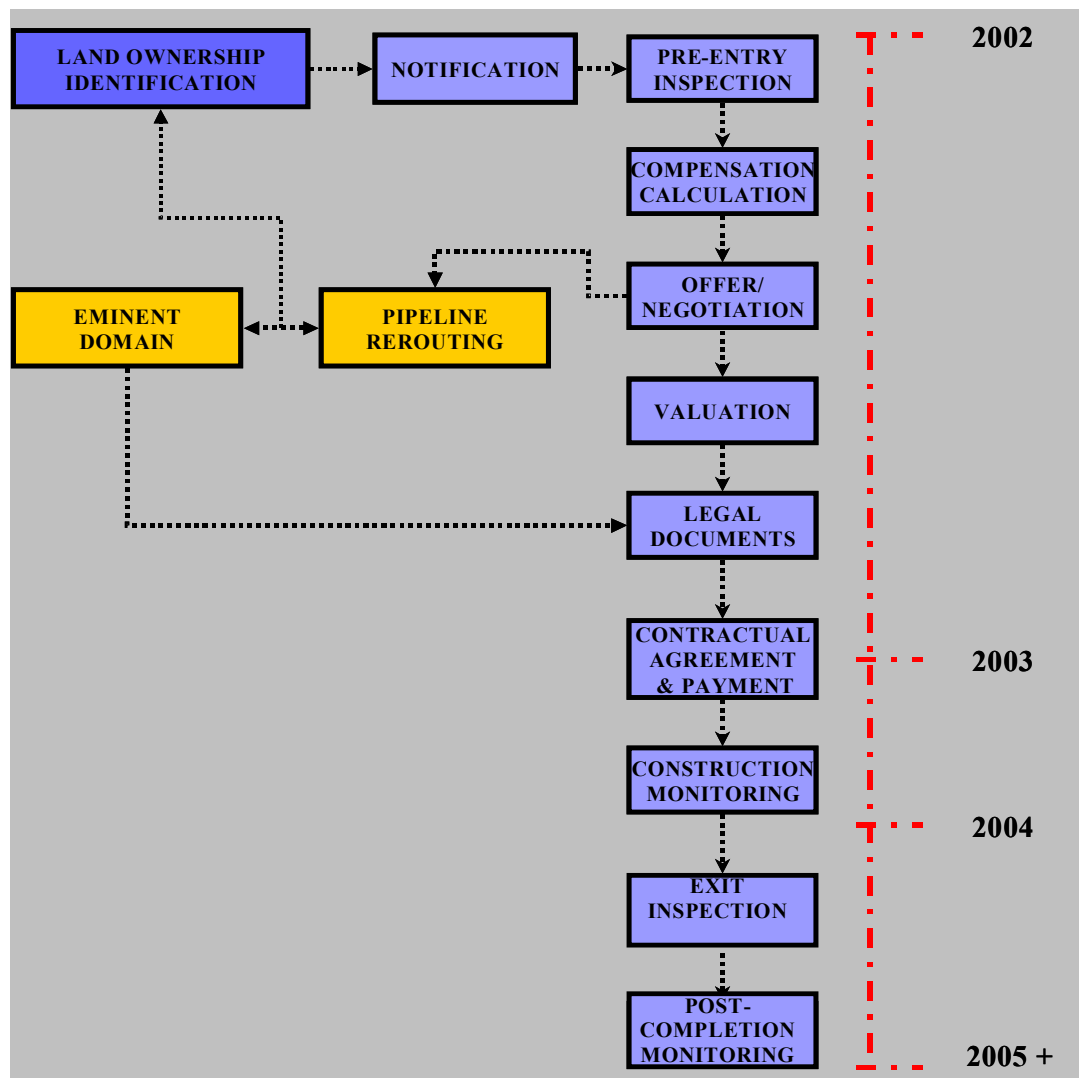 LAND OWNERSHIP
IDENTIFICATION
NOTIFICATION
PRE-ENTRY
INSPECTION
2002
COMPENSATION
CALCULATION
OFFER/
NEGOTIATION
EMINENT
DOMAIN
PIPELINE
REROUTING
VALUATION
LEGAL
DOCUMENTS
CONTRACTUAL
AGREEMENT
& PAYMENT
2003
CONSTRUCTION
MONITORING
2004
EXIT
INSPECTION
POST-
COMPLETION
MONITORING
2005 +